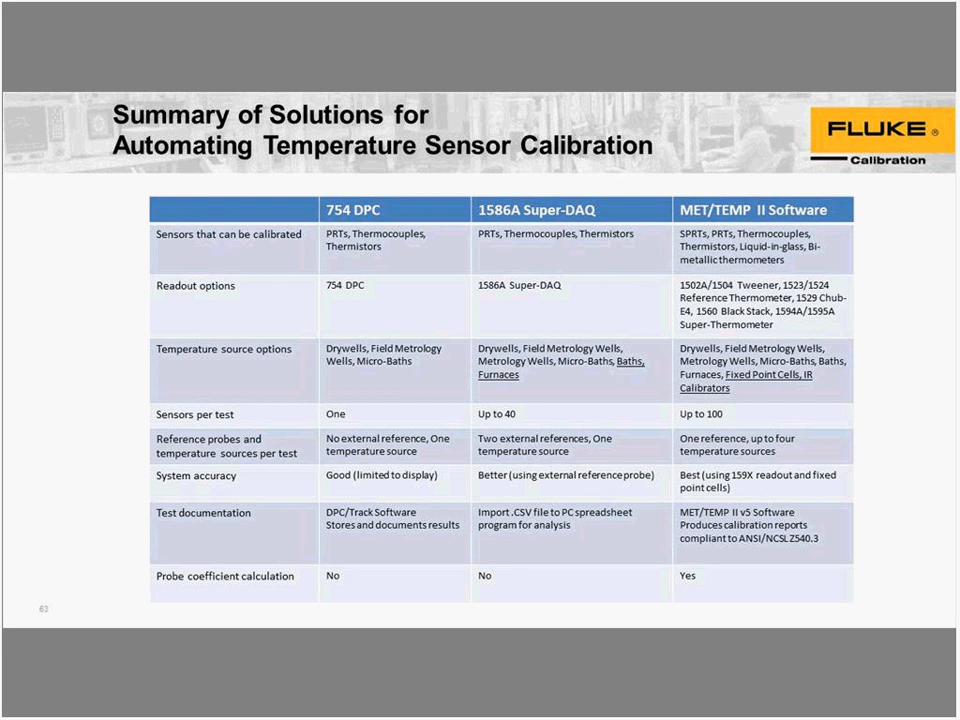 Summary of Solutions for
Automating Temperature Sensor Calibration
FLUKE ®
Calibration
754 DPC 1586A Super-DAQ MET/TEMP II Software
Sensors that can be calibrated
PRTs, Thermocouples,
Thermistors
PRTs, Thermocouples, Thermistors
SPRTs, PRTs, Thermocouples,
Thermistors, Liquid-in-glass, Bi-
metallic thermometers
Readout options
754 DPC
1586A Super-DAQ
1502A/1504 Tweener, 1523/1524
Reference Thermometer, 1529 Chub-
E4, 1560 Black Stack, 1594A/1595A
Super-Thermometer
Temperature source options
Drywells, Field Metrology
Wells, Micro-Baths
Drywells, Field Metrology Wells,
Metrology Wells, Micro-Baths, Baths,
Furnaces
Drywells, Field Metrology Wells,
Metrology Wells, Micro-Baths, Baths,
Furnaces, Fixed Point Cells, IR
Calibrators
Sensors per test
One
Up to 40
Up to 100
Reference probes and
temperature sources per test
No external reference, One
temperature source
Two external references, One
temperature source
One reference, up to four
temperature sources
System accuracy
Good (limited to display)
Better (using external reference probe)
Best (using 159X readout and fixed
point cells)
Test documentation
DPC/Track Software
Stores and documents results
Import .CSV file to PC spreadsheet
program for analysis
MET/TEMP II v5 Software
Produces calibration reports
compliant to ANSI/NCSL Z540.3
Probe coefficient calculation
No
No
Yes
63